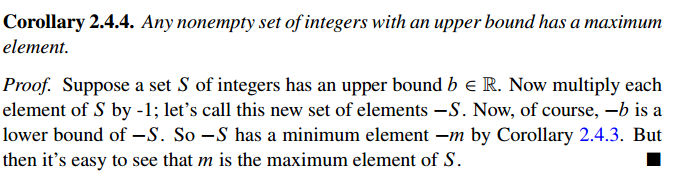 Corollary 2.4.4. Any nonempty set of integers with an upper bound has a maximum
element.
Proof. Suppose a set S of integers has an upper bound b ∈ ℝ. Now multiply each
element of S by -1; let’s call this new set of elements −S. Now, of course, −b is a
lower bound of −S. So −S has a minimum element −m by Corollary 2.4.3. But
then it’s easy to see that m is the maximum element of S. ■